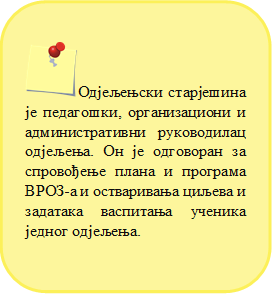 Одјељењски старјешина
је педагошки, организациони и
административни руководилац
одјељења. Он је одговоран за
спровођење плана и програма
ВРОЗ-а и остваривања циљева и
задатака васпитања ученика
једног одјељења.